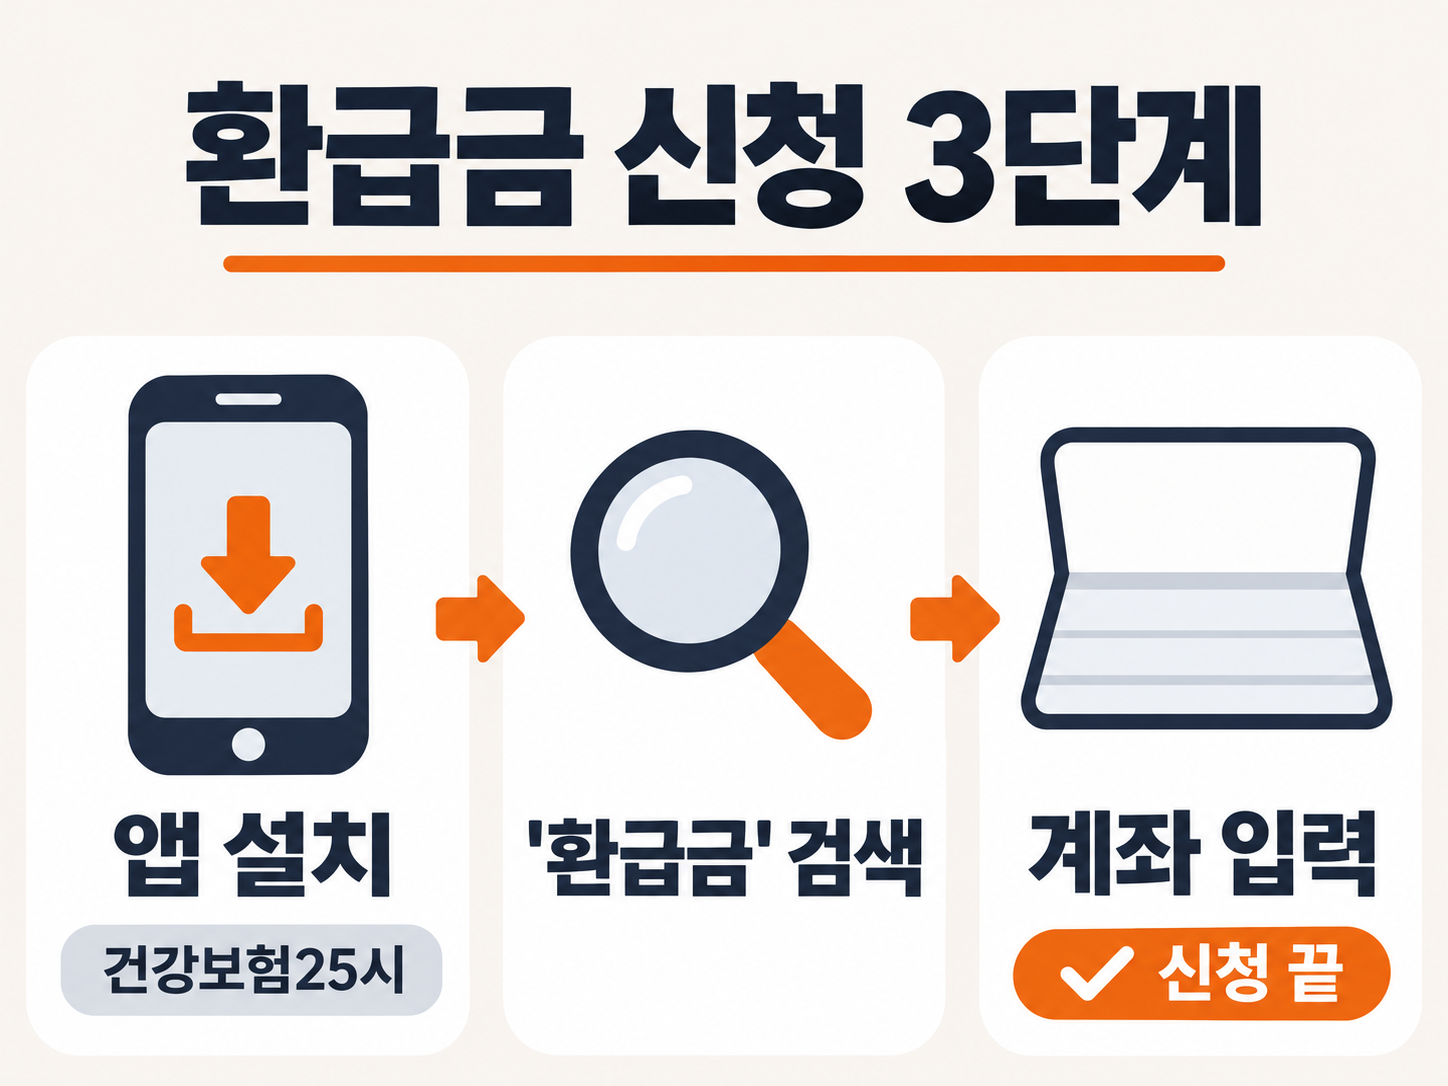 환급금 신청 3단계
앱 설치
건강보험25시
'환급금' 검색
계좌 입력
신청 끝